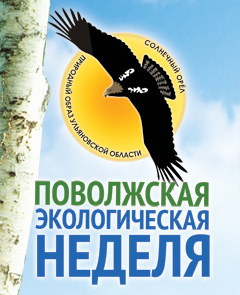 СОЛНЕЧНЫЙ ОРЁЛ
ПРИРОДНЫЙ ОБРАЗ УЛЬЯНОВСКОЙ ОБЛАСТИ
ПОВОЛЖСКАЯ
ЭКОЛОГИЧЕСКАЯ
НЕДЕЛЯ